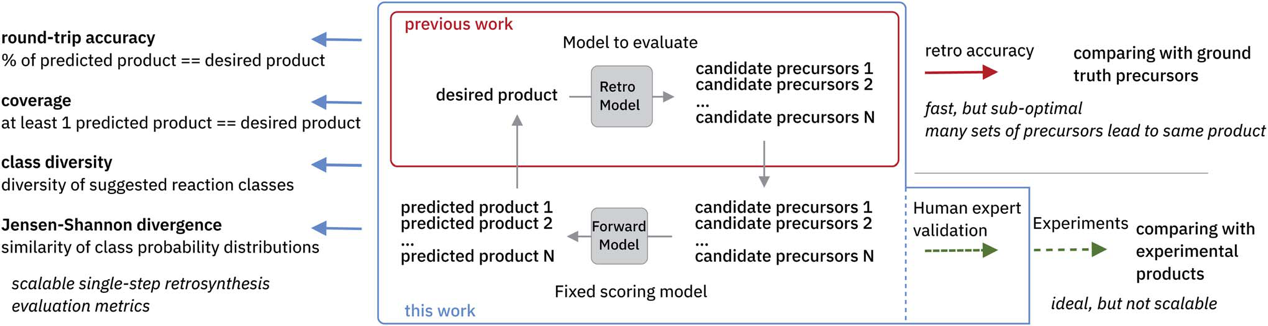 round-trip accuracy
% of predicted product == desired product
coverage
at least 1 predicted product == desired product
class diversity
diversity of suggested reaction classes
Jensen-Shannon divergence
similarity of class probability distributions
scalable single-step retrosynthesis
evaluation metrics
previous work
Model to evaluate
desired product
Retro
Model
candidate precursors 1
candidate precursors 2
...
candidate precursors N
predicted product 1
predicted product 2
...
predicted product N
Forward
Model
candidate precursors 1
candidate precursors 2
...
candidate precursors N
Fixed scoring model
this work
retro accuracy
comparing with ground
truth precursors
fast, but sub-optimal
many sets of precursors lead to same product
Human expert
validation
Experiments
comparing with
experimental
products
ideal, but not scalable